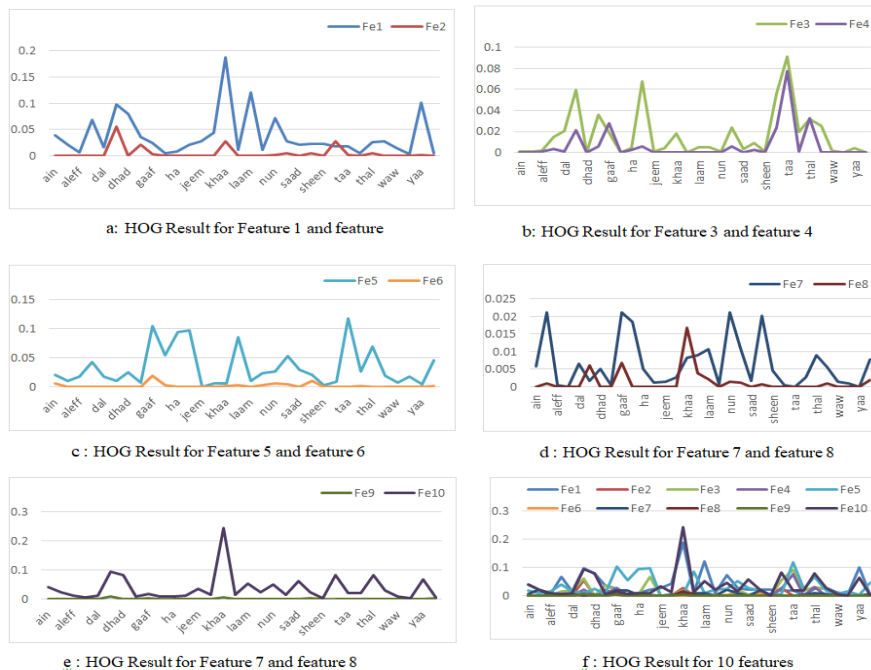 Fe1 Fe2
0.2
0.15
0.1
0.05
0
ain aleff dal dhad gaaf ha jeem khaa laam nun saad sheen taa thal waw yaa
a: HOG Result for Feature 1 and feature
Fe3 Fe4
0.1
0.08
0.06
0.04
0.02
0
ain aleff dal dhad gaaf ha jeem khaa laam nun saad sheen taa thal waw yaa
b: HOG Result for Feature 3 and feature 4
Fe5 Fe6
0.15
0.1
0.05
0
ain aleff dal dhad gaaf ha jeem khaa laam nun saad sheen taa thal waw yaa
c : HOG Result for Feature 5 and feature 6
Fe7 Fe8
0.025
0.02
0.015
0.01
0.005
0
ain aleff dal dhad gaaf ha jeem khaa laam nun saad sheen taa thal waw yaa
d : HOG Result for Feature 7 and feature 8
Fe9 Fe10
0.3
0.2
0.1
0
ain aleff dal dhad gaaf ha jeem khaa laam nun saad sheen taa thal waw yaa
e : HOG Result for Feature 7 and feature 8
Fe1 Fe2 Fe3 Fe4 Fe5
Fe6 Fe7 Fe8 Fe9 Fe10
0.3
0.2
0.1
0
ain aleff dal dhad gaaf ha jeem khaa laam nun saad sheen taa thal waw yaa
f : HOG Result for 10 features